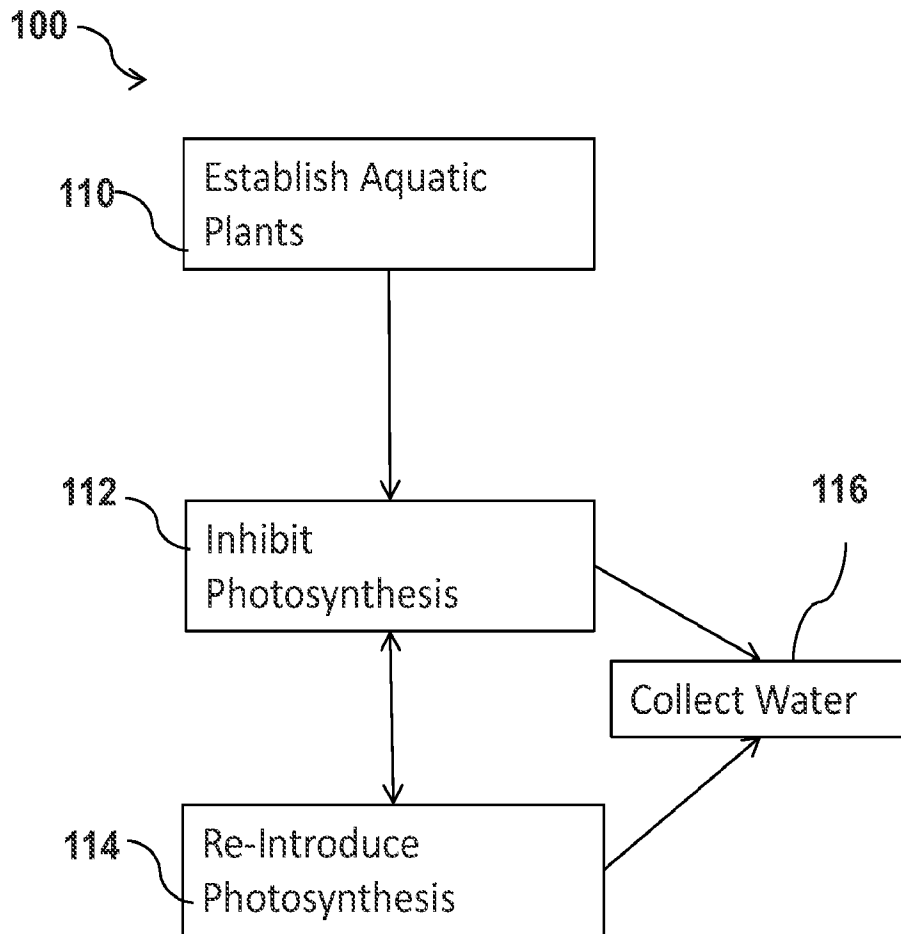 100
110
Establish Aquatic
Plants
112
Inhibit
Photosynthesis
116
Collect Water
114
Re-Introduce
Photosynthesis